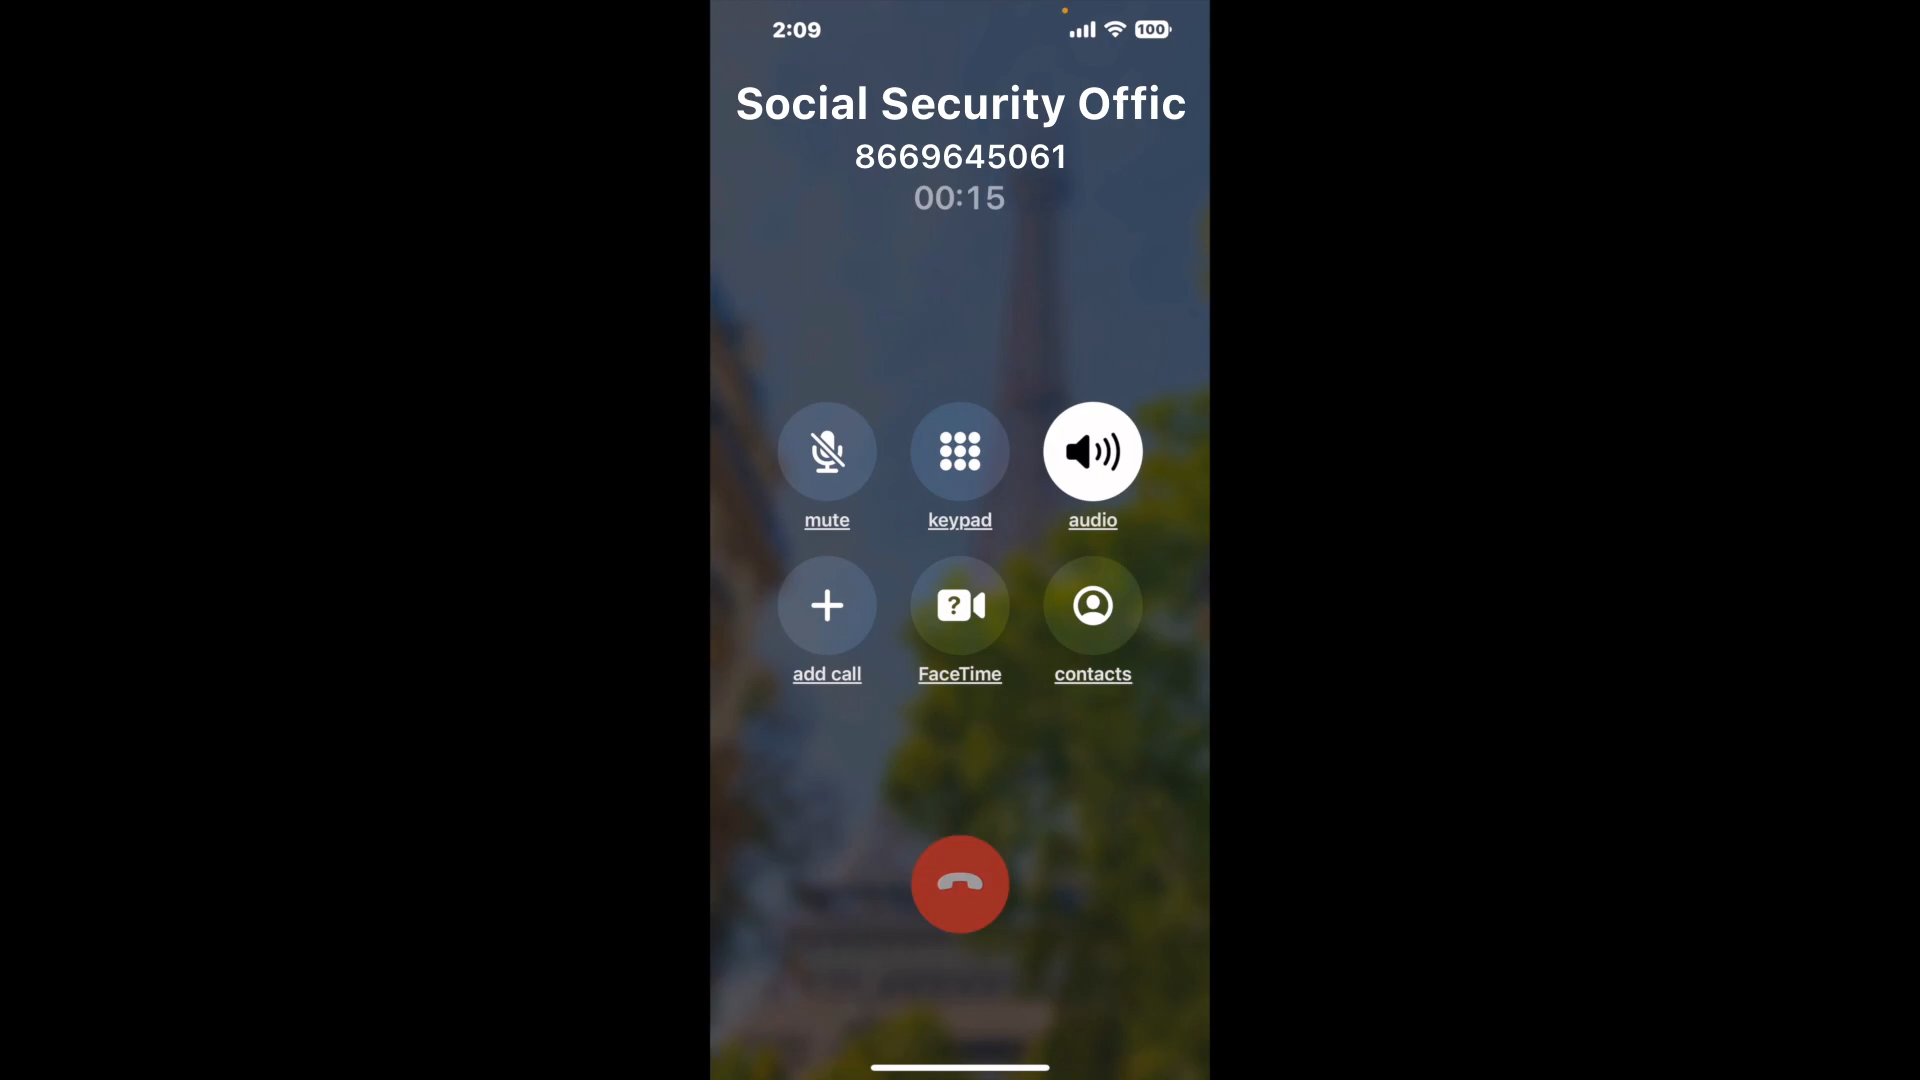 2:09 100
Social Security Offic
8669645061
00:15
mute keypad audio
add call FaceTime contacts